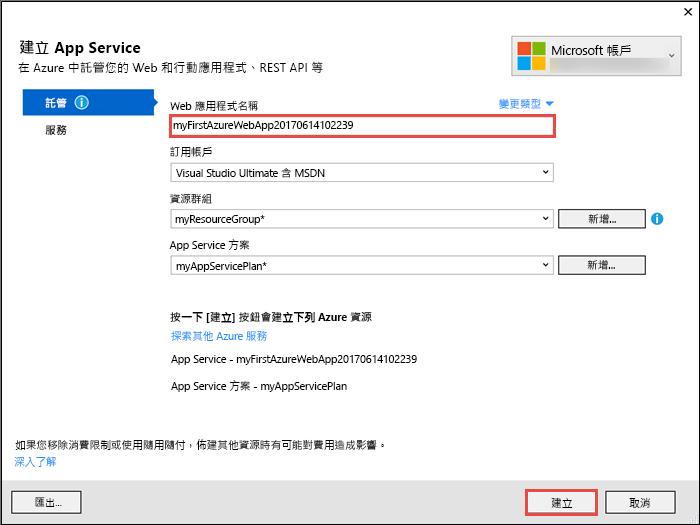 建立 App Service
在 Azure 中託管您的 Web 和行動應用程式、REST API 等
Microsoft 帳戶
託管
服務
Web 應用程式名稱
變更類型
myFirstAzureWebApp20170614102239
訂用帳戶
Visual Studio Ultimate 含 MSDN
資源群組
myResourceGroup*
新增...
App Service 方案
myAppServicePlan*
新增...
按一下 [建立] 按鈕會建立下列 Azure 資源
探索其他 Azure 服務
App Service - myFirstAzureWebApp20170614102239
App Service 方案 - myAppServicePlan
如果您移除消費限制或使用隨用隨付，佈建其他資源時有可能對費用造成影響。
深入了解
匯出...
建立
取消